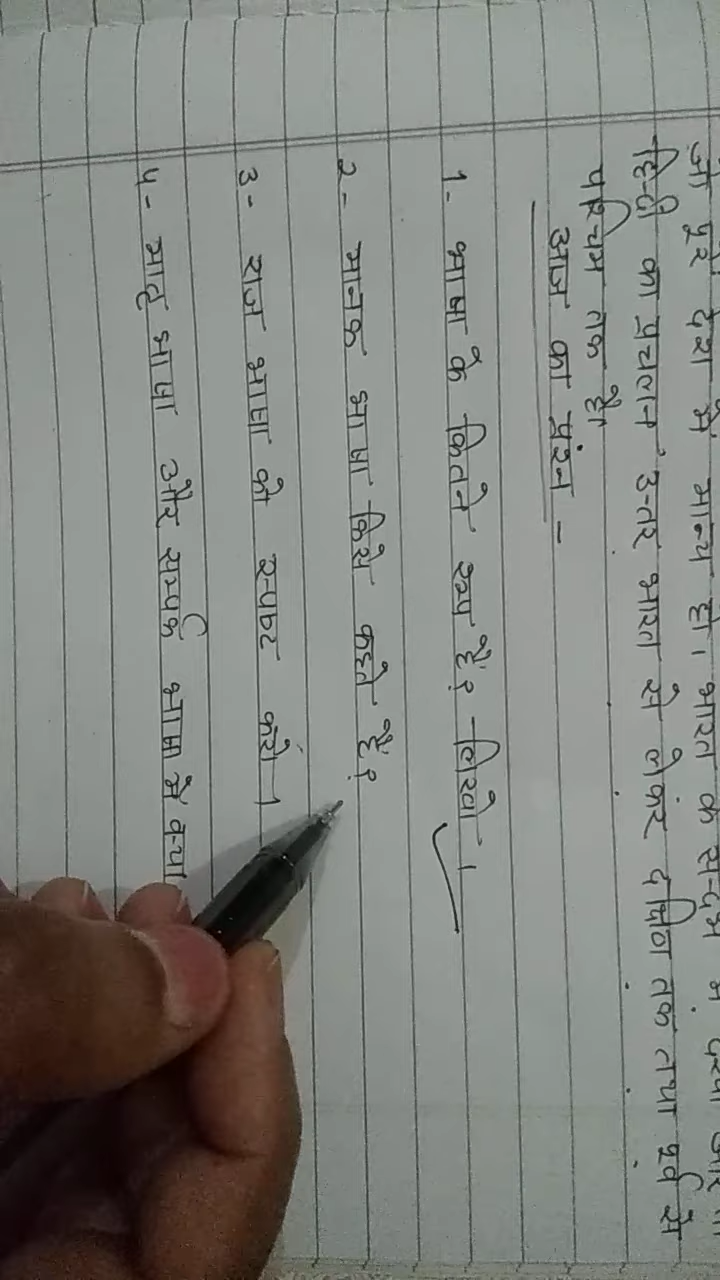 जो पूरे देश में मान्य हो। भारत के सन्दर्भ में
हिन्दी का प्रचलन उत्तर भारत से लेकर दक्षिण तक तथा पूर्व से
पश्चिम तक है।
आज का प्रश्न -
1- भाषा के कितने रूप हैं? लिखो।
2- मानक भाषा किसे कहते हैं?
3- राज भाषा को स्पष्ट करो।
4- मातृ भाषा और सम्पर्क भाषा में क्या